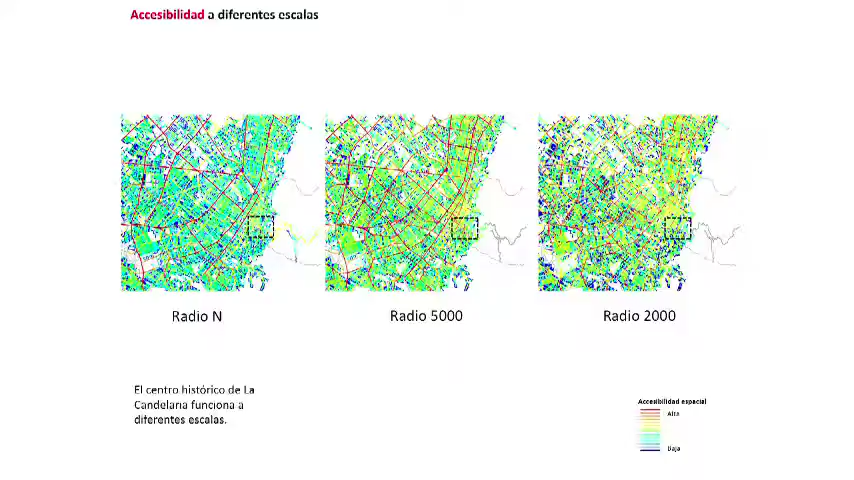 Accesibilidad a diferentes escalas
Radio N
Radio 5000
Radio 2000
El centro histórico de La
Candelaria funciona a
diferentes escalas.
Accesibilidad espacial
Alta
Baja